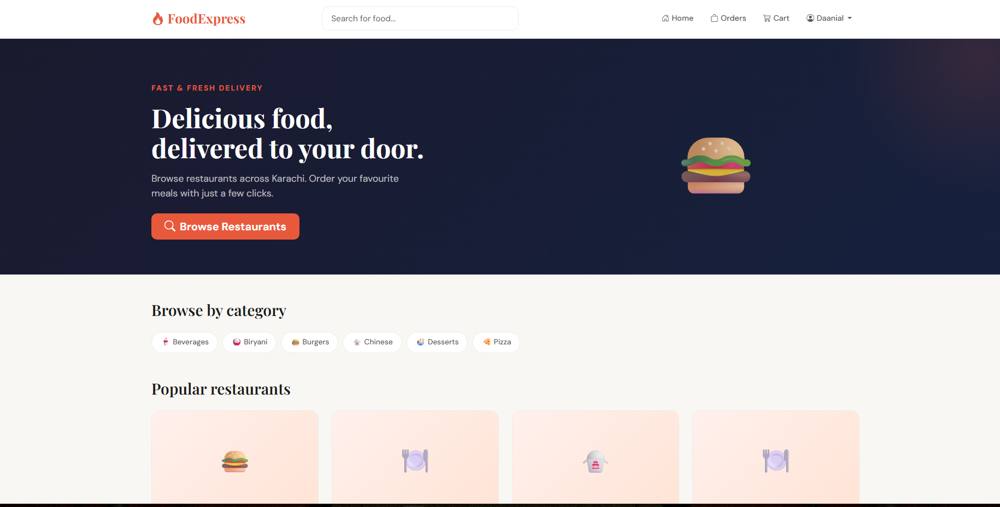 FoodExpress
Search for food...
Home
Orders
Cart
Daanial
FAST & FRESH DELIVERY
Delicious food,
delivered to your door.
Browse restaurants across Karachi. Order your favourite
meals with just a few clicks.
Browse Restaurants
Browse by category
Beverages
Biryani
Burgers
Chinese
Desserts
Pizza
Popular restaurants